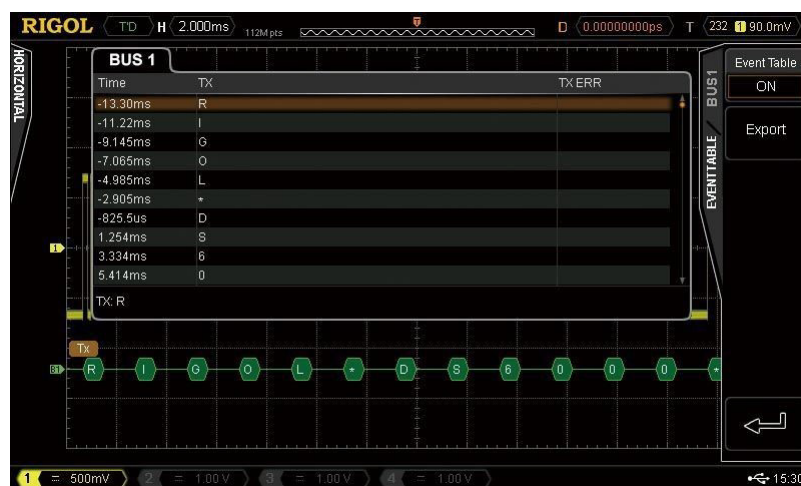 RIGOL T'D H 2.000ms 112M pts D 0.00000000ps T 232 1 90.0mV
HORIZONTAL
BUS 1
Time TX TX ERR
-13.30ms R
-11.22ms I
-9.145ms G
-7.065ms O
-4.985ms L
-2.905ms *
-825.5us D
1.254ms S
3.334ms 6
5.414ms 0
TX: R
BUS1
EVENTTABLE
Event Table
ON
Export
1
Tx
B1 R I G O L * D S 6 0 0 0 *
1 = 500mV 2 = 1.00 V 3 = 1.00 V 4 = 1.00 V 15:30